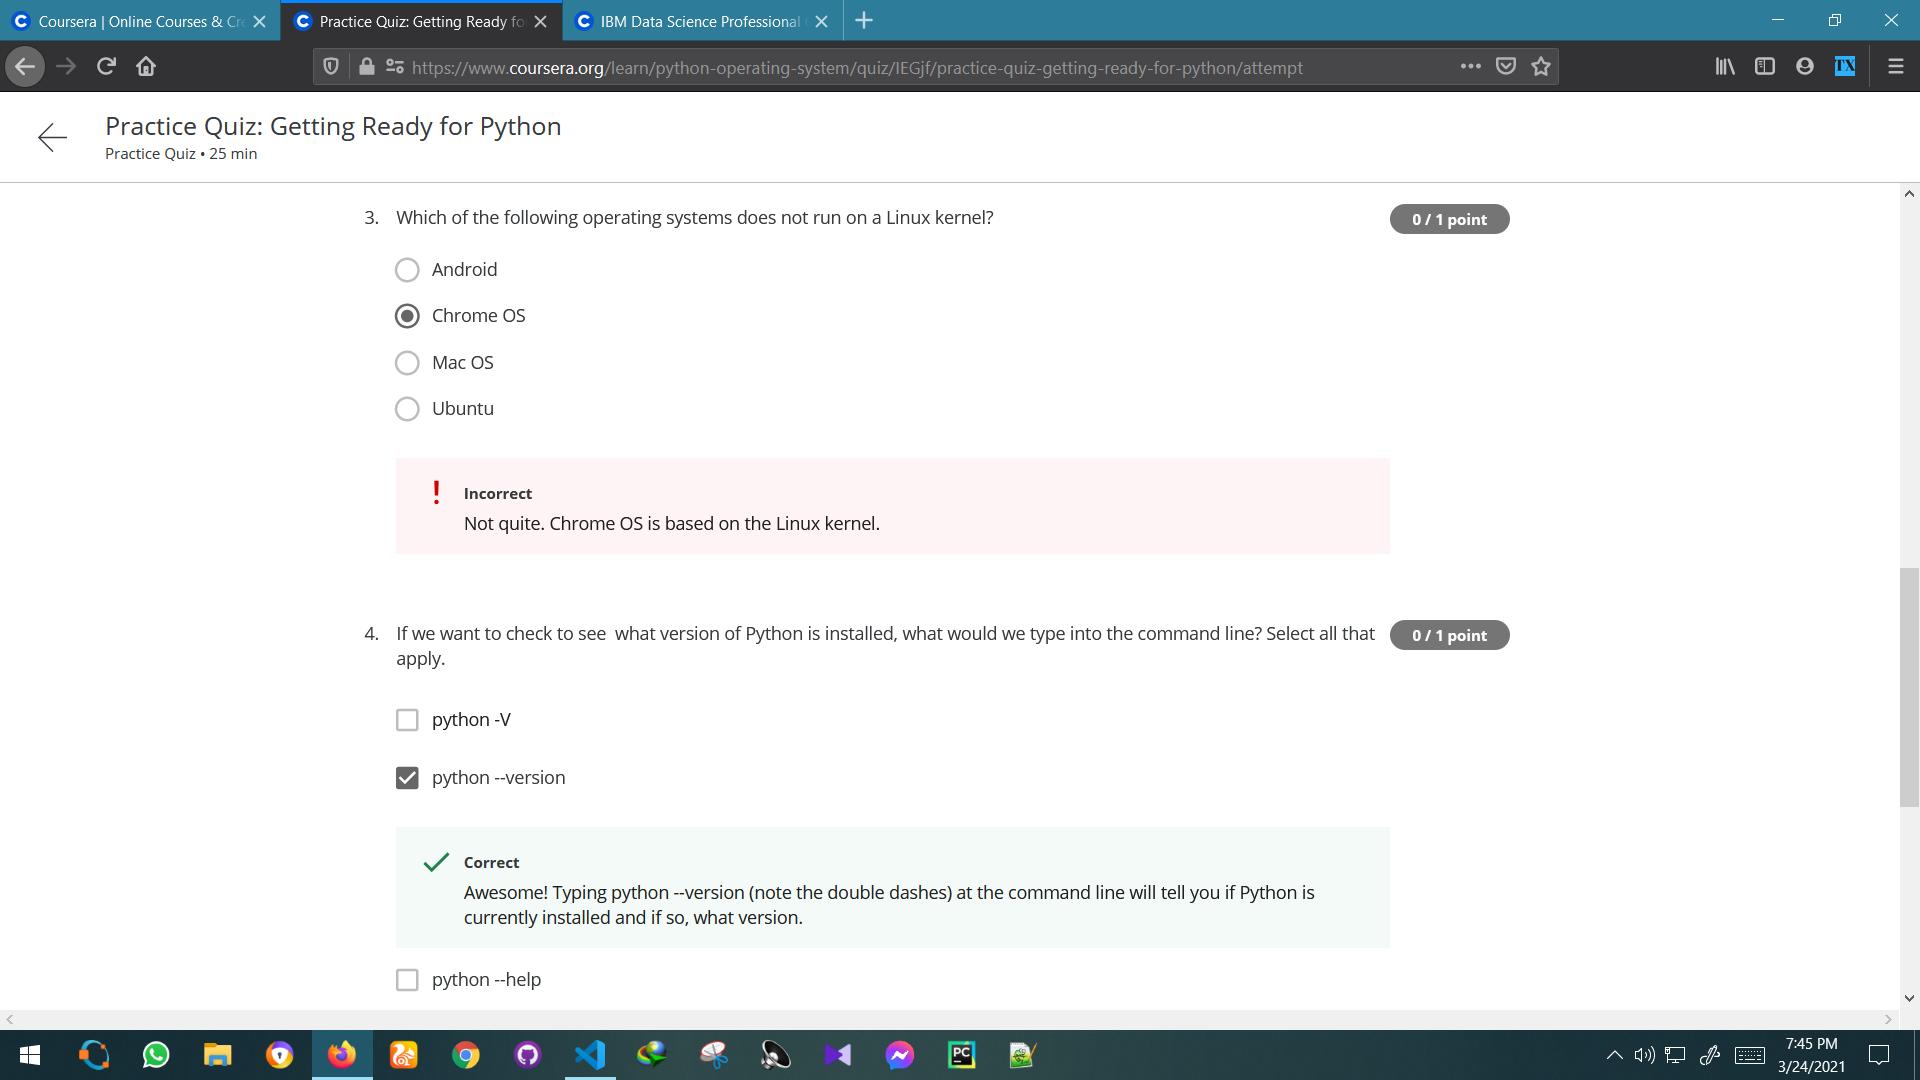 Coursera | Online Courses & Cre
Practice Quiz: Getting Ready fo
IBM Data Science Professional
https://www.coursera.org/learn/python-operating-system/quiz/IEGjf/practice-quiz-getting-ready-for-python/attempt
TX
Practice Quiz: Getting Ready for Python
Practice Quiz • 25 min
3. Which of the following operating systems does not run on a Linux kernel?
0 / 1 point
Android
Chrome OS
Mac OS
Ubuntu
! Incorrect
Not quite. Chrome OS is based on the Linux kernel.
4. If we want to check to see what version of Python is installed, what would we type into the command line? Select all that
apply.
0 / 1 point
python -V
python --version
Correct
Awesome! Typing python --version (note the double dashes) at the command line will tell you if Python is
currently installed and if so, what version.
python --help
PC
7:45 PM
3/24/2021